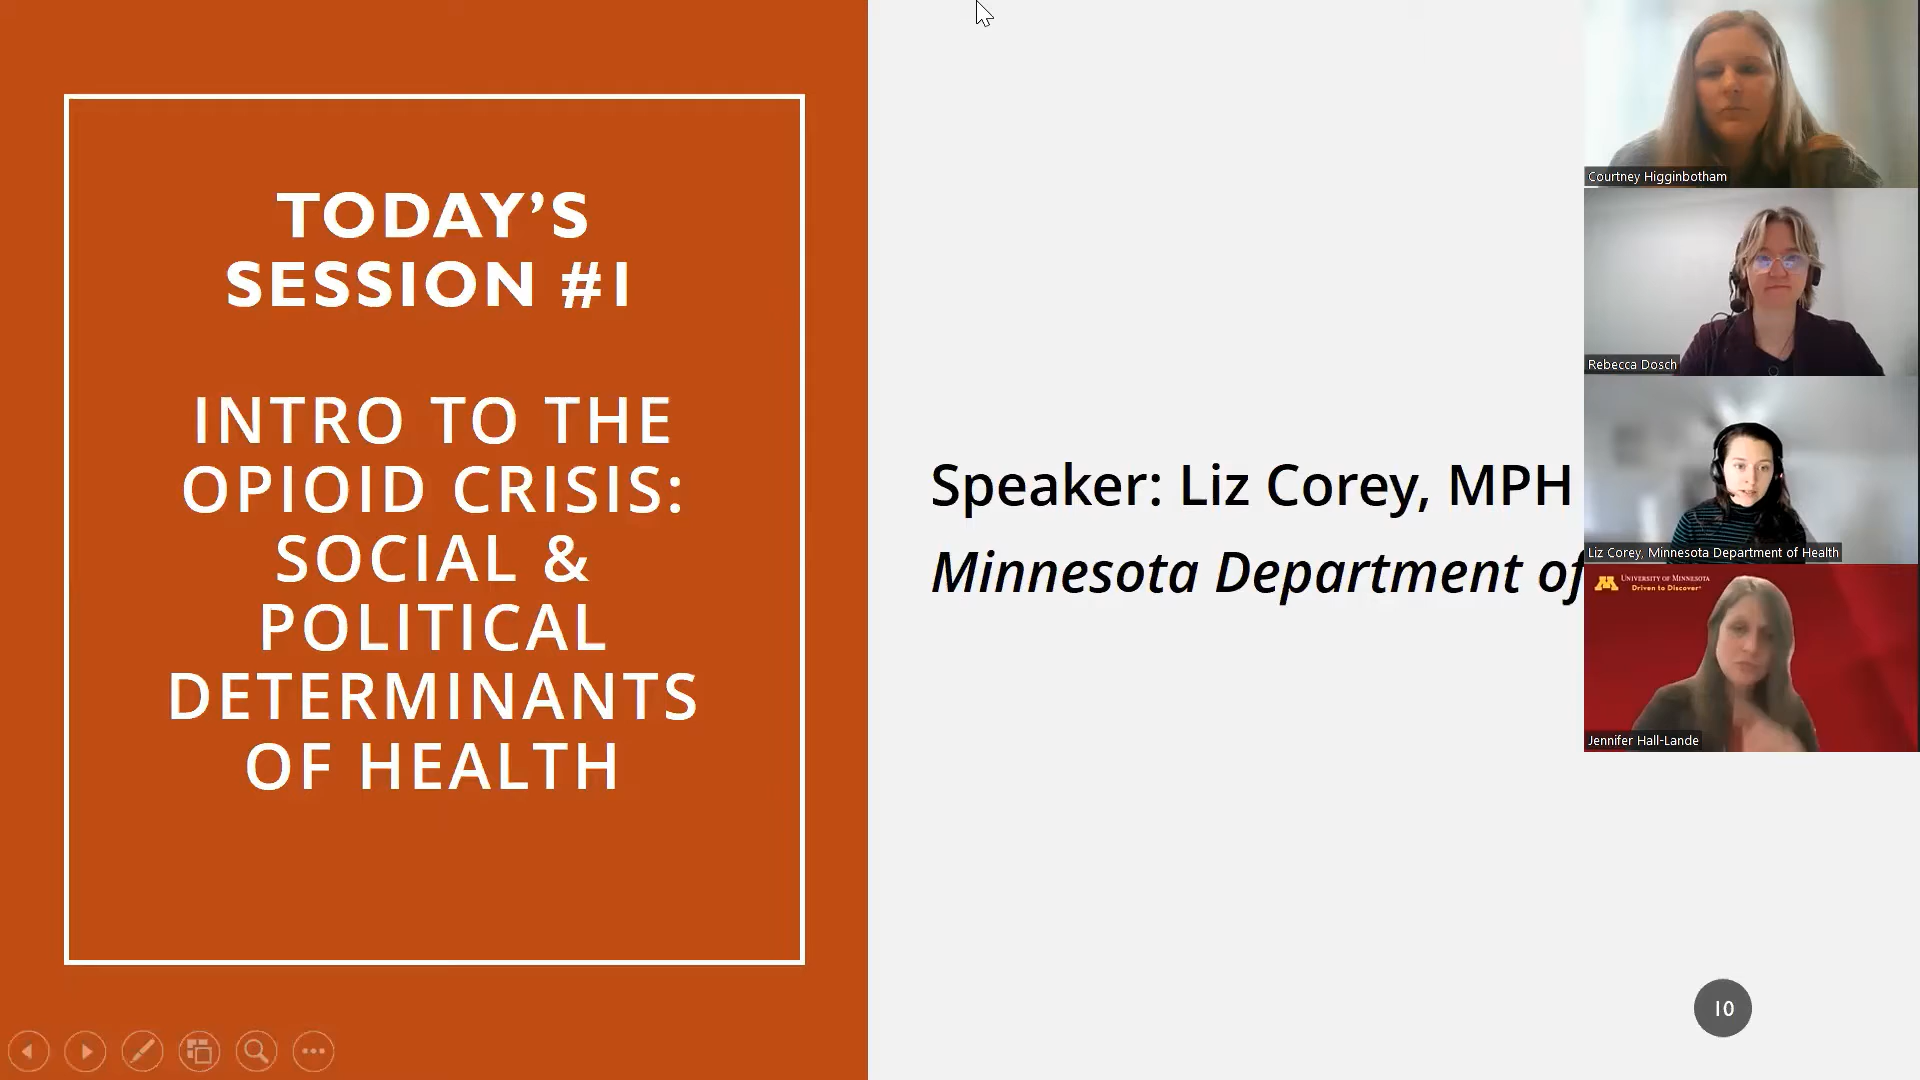 TODAY’S
SESSION #1
INTRO TO THE
OPIOID CRISIS:
SOCIAL &
POLITICAL
DETERMINANTS
OF HEALTH
Speaker: Liz Corey, MPH
Minnesota Department of
10
Courtney Higginbotham
Rebecca Dosch
Liz Corey, Minnesota Department of Health
UNIVERSITY OF MINNESOTA
Driven to Discover®
Jennifer Hall-Lande